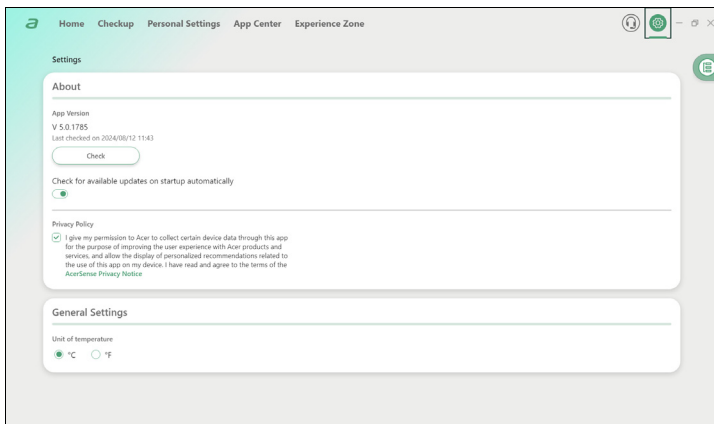 Home Checkup Personal Settings App Center Experience Zone
Settings
About
App Version
V 5.0.1785
Last checked on 2024/08/12 11:43
Check
Check for available updates on startup automatically
Privacy Policy
I give my permission to Acer to collect certain device data through this app
for the purpose of improving the user experience with Acer products and
services, and allow the display of personalized recommendations related to
the use of this app on my device. I have read and agree to the terms of the
AcerSense Privacy Notice
General Settings
Unit of temperature
°C °F